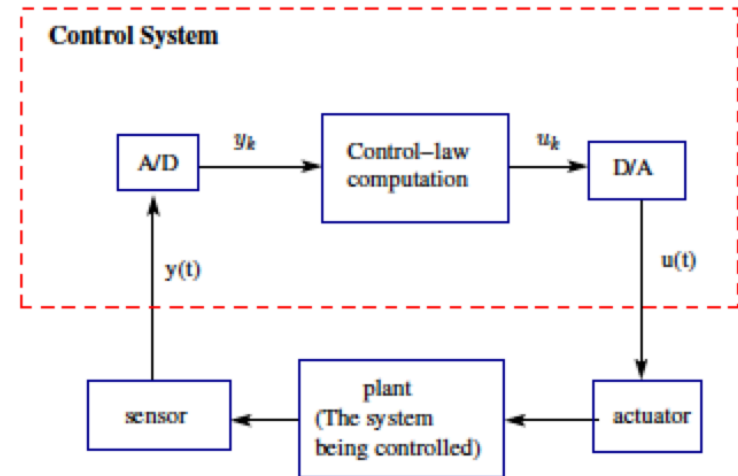 Control System
A/D
yk
Control–law
computation
uk
D/A
y(t)
u(t)
sensor
plant
(The system
being controlled)
actuator